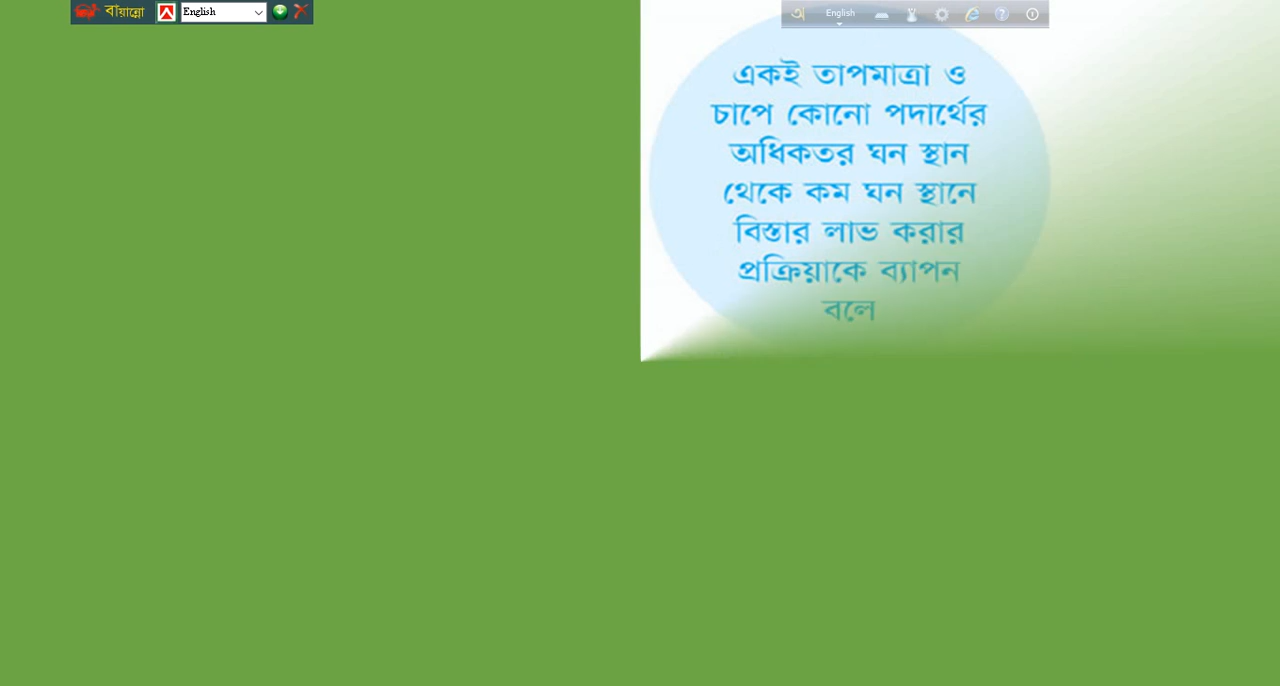 বাঁয়ান্নো English
অ English
একই তাপমাত্রা ও
চাপে কোনো পদার্থের
অধিকতর ঘন স্থান
থেকে কম ঘন স্থানে
বিস্তার লাভ করার
প্রক্রিয়াকে ব্যাপন
বলে